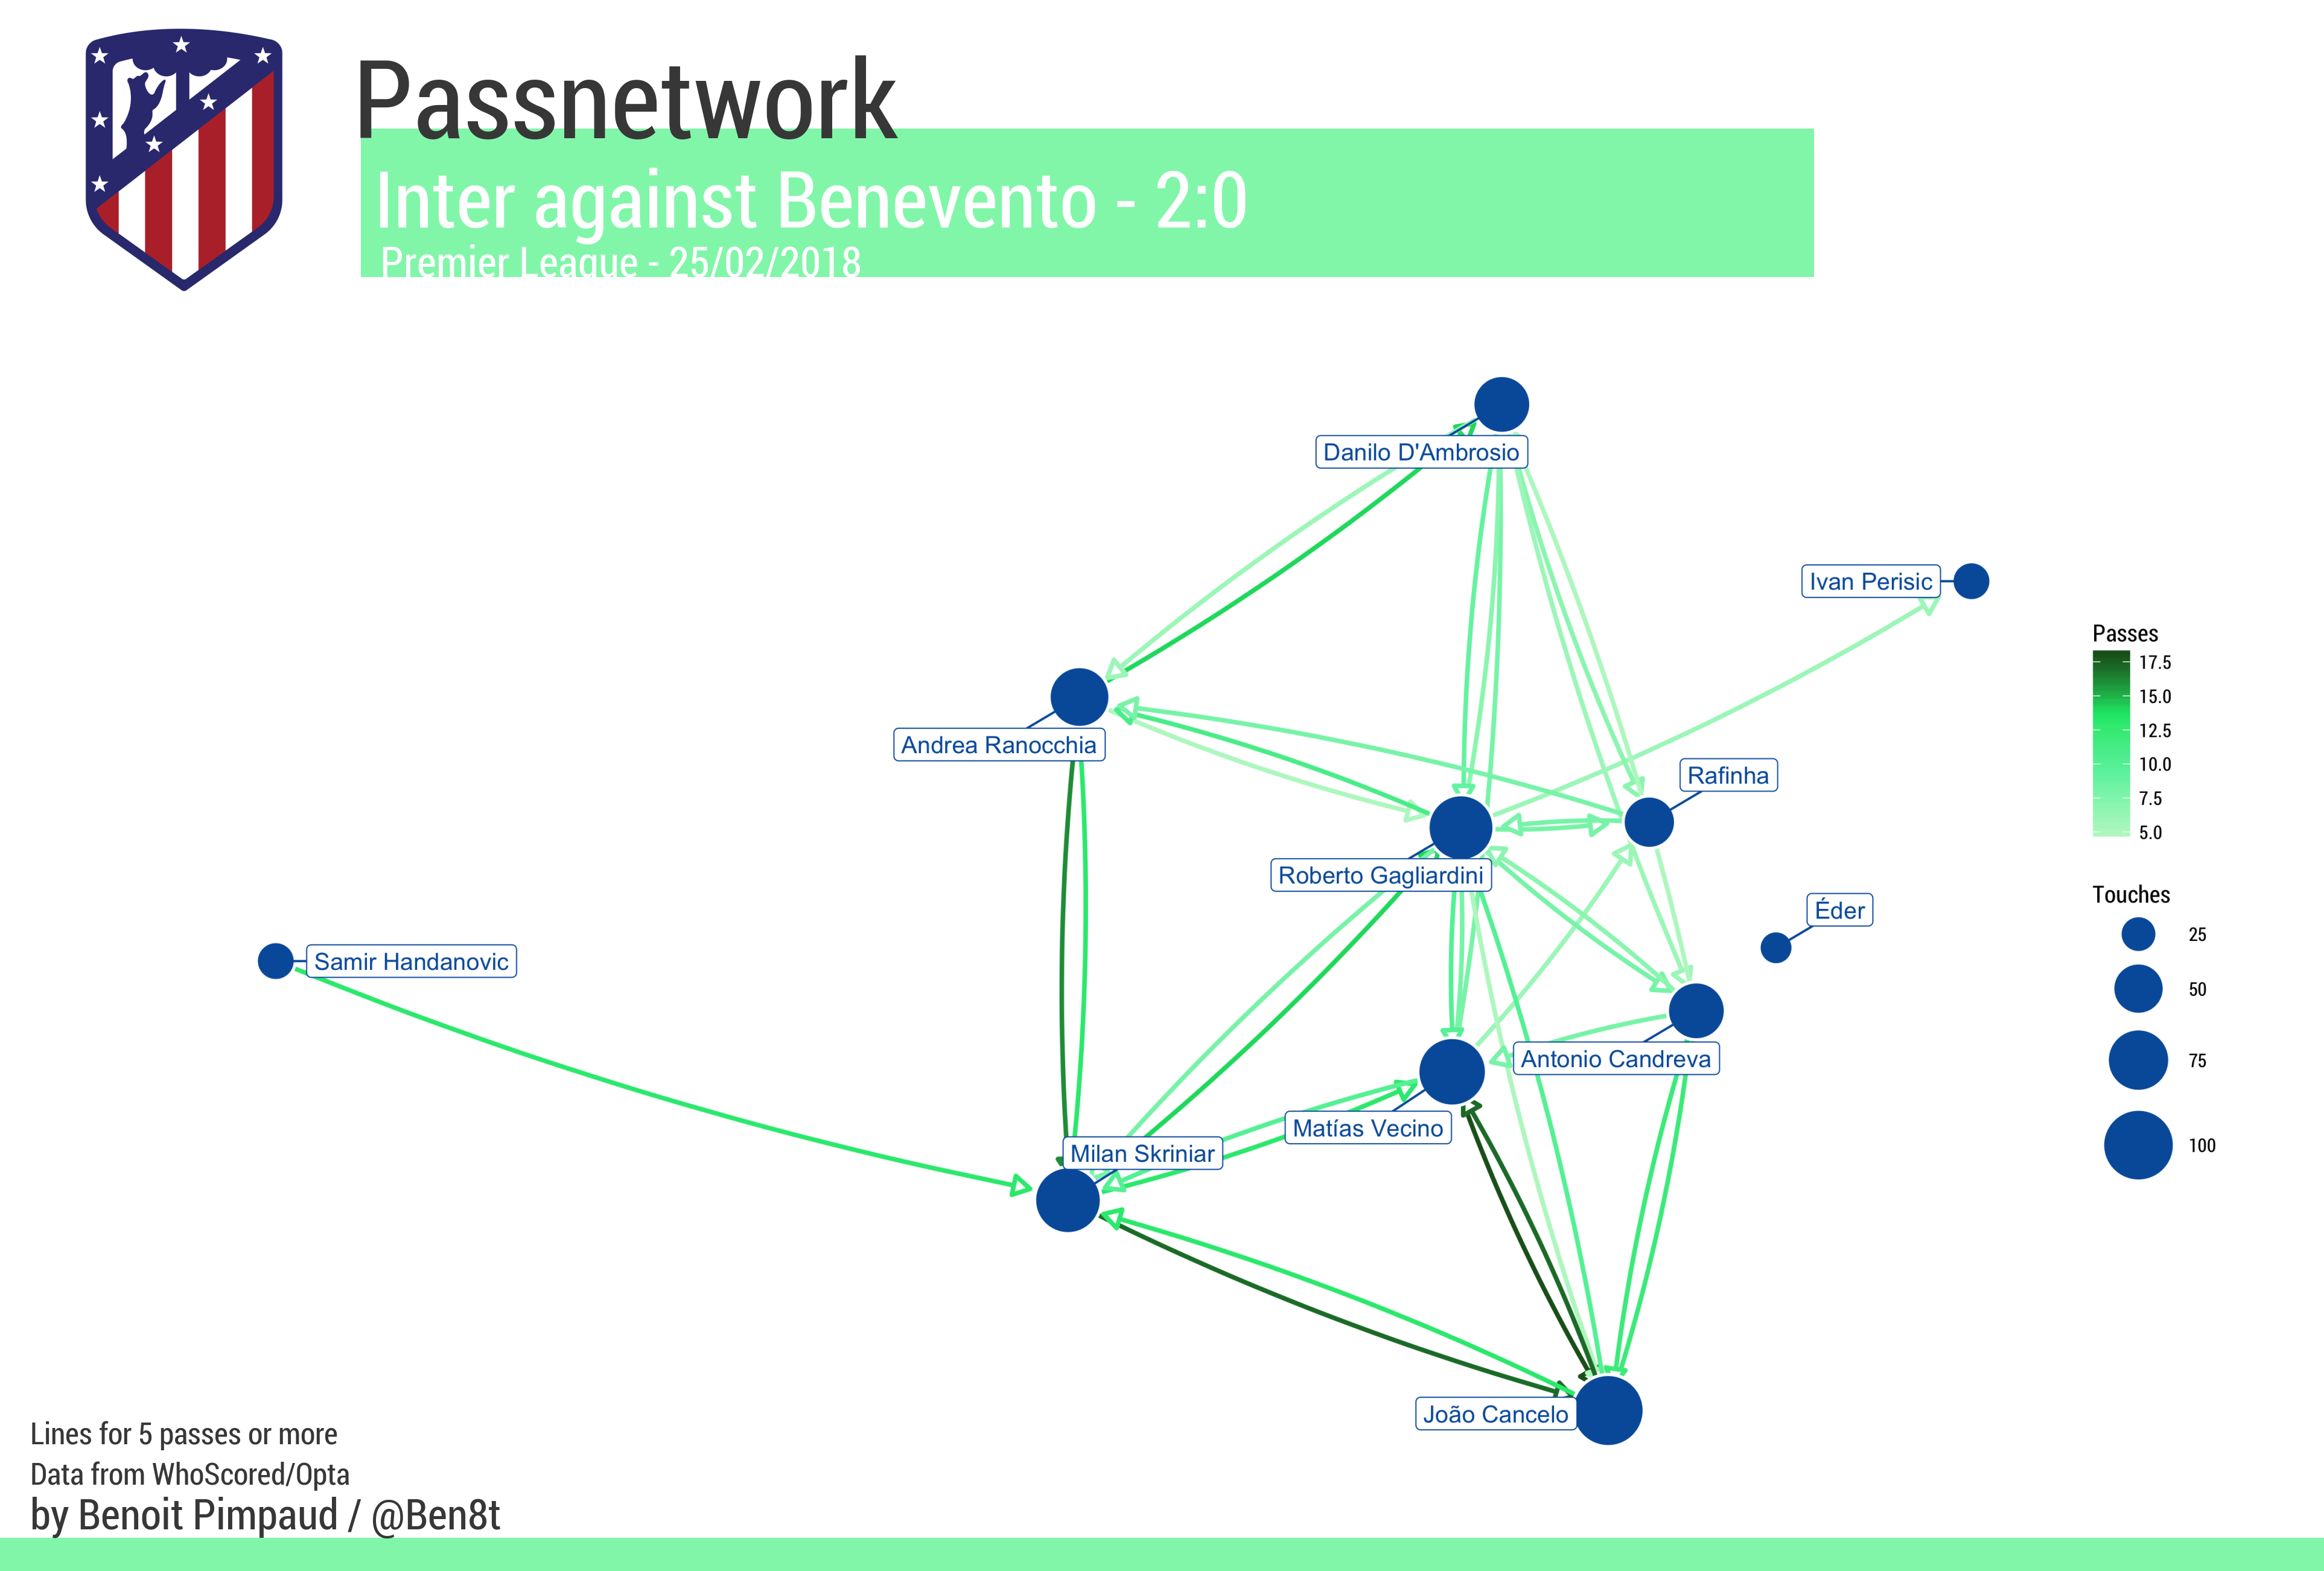 Passnetwork
Inter against Benevento - 2:0
Premier League - 25/02/2018
Danilo D'Ambrosio
Ivan Perisic
Andrea Ranocchia
Rafinha
Roberto Gagliardini
Éder
Samir Handanovic
Antonio Candreva
Matías Vecino
Milan Skriniar
João Cancelo
Passes
17.5
15.0
12.5
10.0
7.5
5.0
Touches
25
50
75
100
Lines for 5 passes or more
Data from WhoScored/Opta
by Benoit Pimpaud / @Ben8t